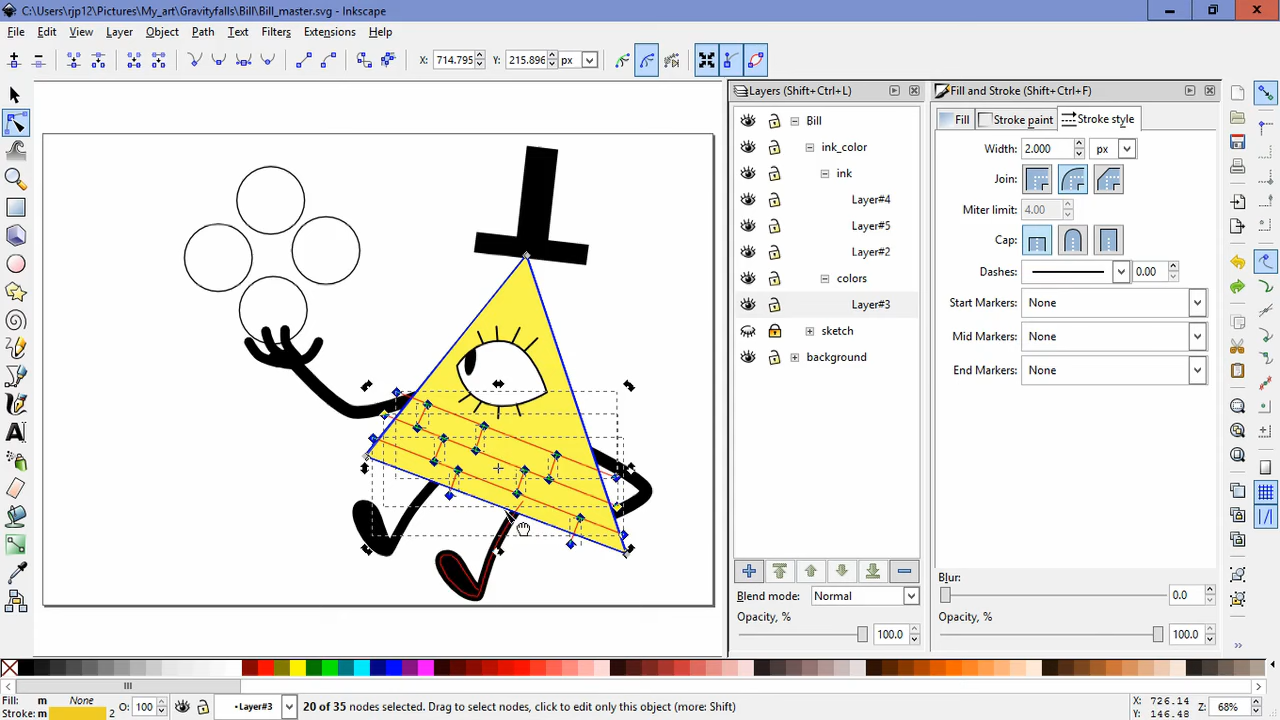 C:\Users\rjp12\Pictures\My_art\Gravityfalls\Bill\Bill_master.svg - Inkscape
File Edit View Layer Object Path Text Filters Extensions Help
X: 714.795 Y: 215.896 px
Layers (Shift+Ctrl+L)
Fill and Stroke (Shift+Ctrl+F)
Bill
ink_color
ink
Layer#4
Layer#5
Layer#2
colors
Layer#3
sketch
background
Fill Stroke paint Stroke style
Width: 2.000 px
Join:
Miter limit: 4.00
Cap:
Dashes: 0.00
Start Markers: None
Mid Markers: None
End Markers: None
Blend mode: Normal
Opacity, %
100.0
Blur:
0.0
Opacity, %
100.0
Fill: m None
Stroke: m 2
O: 100
•Layer#3
20 of 35 nodes selected. Drag to select nodes, click to edit only this object (more: Shift)
X: 726.14
Y: 146.48
Z: 68%